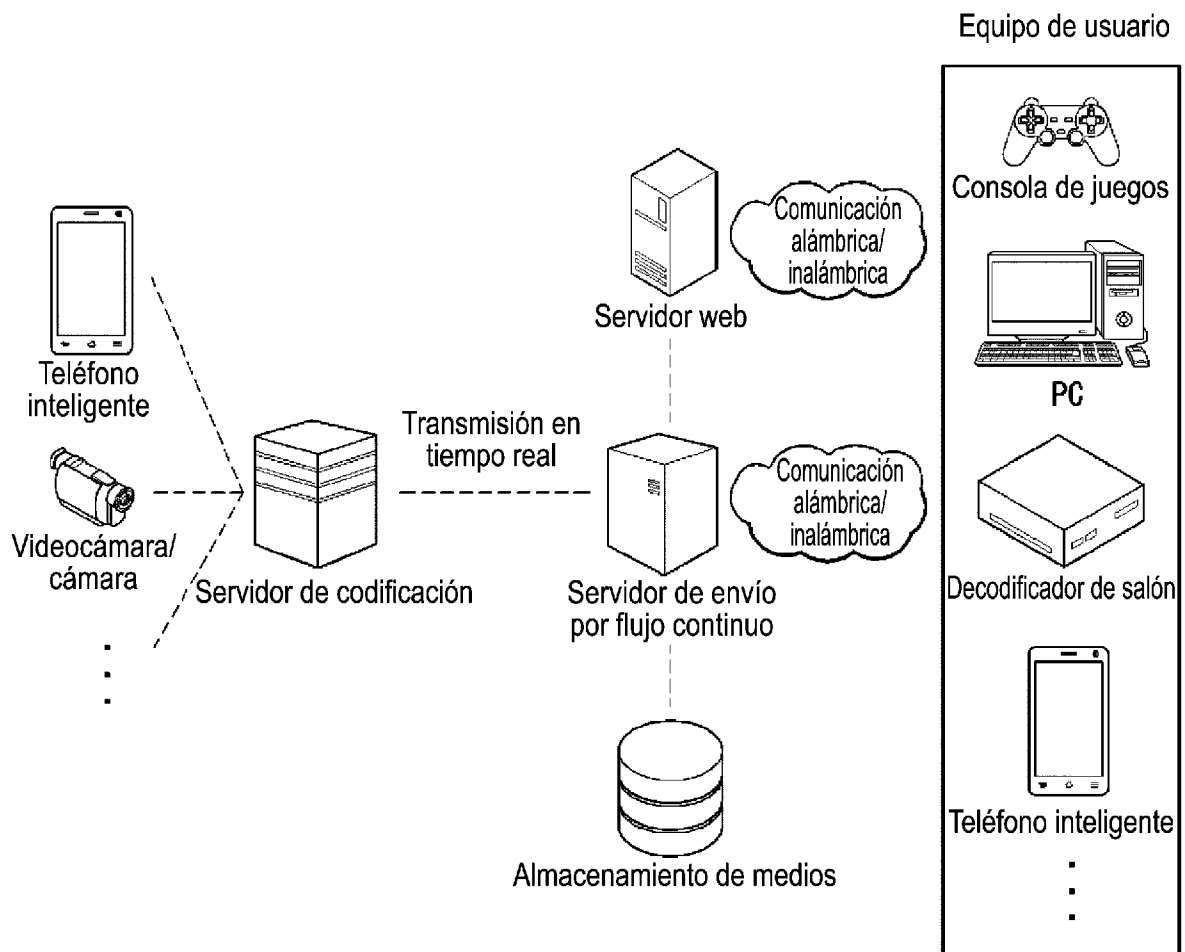 Equipo de usuario
Consola de juegos
Comunicación
alámbrica/
inalámbrica
Servidor web
PC
Teléfono
inteligente
Transmisión en
tiempo real
Comunicación
alámbrica/
inalámbrica
Videocámara/
cámara
Servidor de codificación
Servidor de envío
por flujo continuo
Decodificador de salón
Teléfono inteligente
Almacenamiento de medios